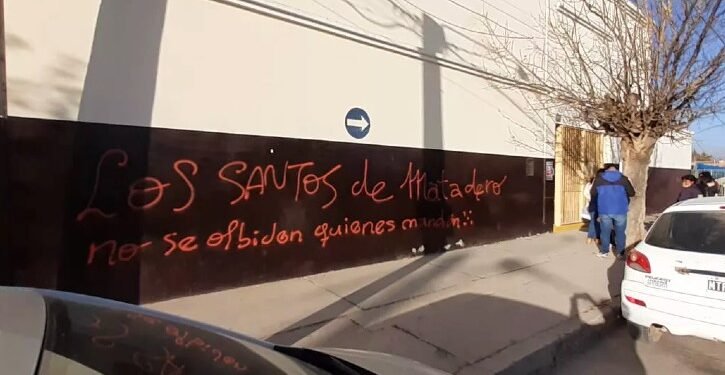 LOS SANTOS de Matadero
no se olbiden quienes mandan